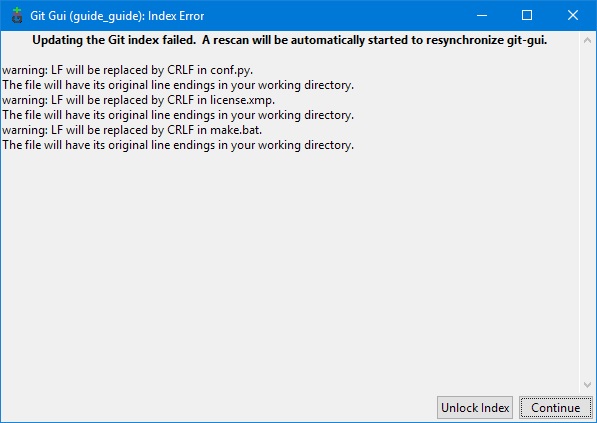 Git Gui (guide_guide): Index Error
Updating the Git index failed.  A rescan will be automatically started to resynchronize git-gui.
warning: LF will be replaced by CRLF in conf.py.
The file will have its original line endings in your working directory.
warning: LF will be replaced by CRLF in license.xmp.
The file will have its original line endings in your working directory.
warning: LF will be replaced by CRLF in make.bat.
The file will have its original line endings in your working directory.
Unlock Index Continue